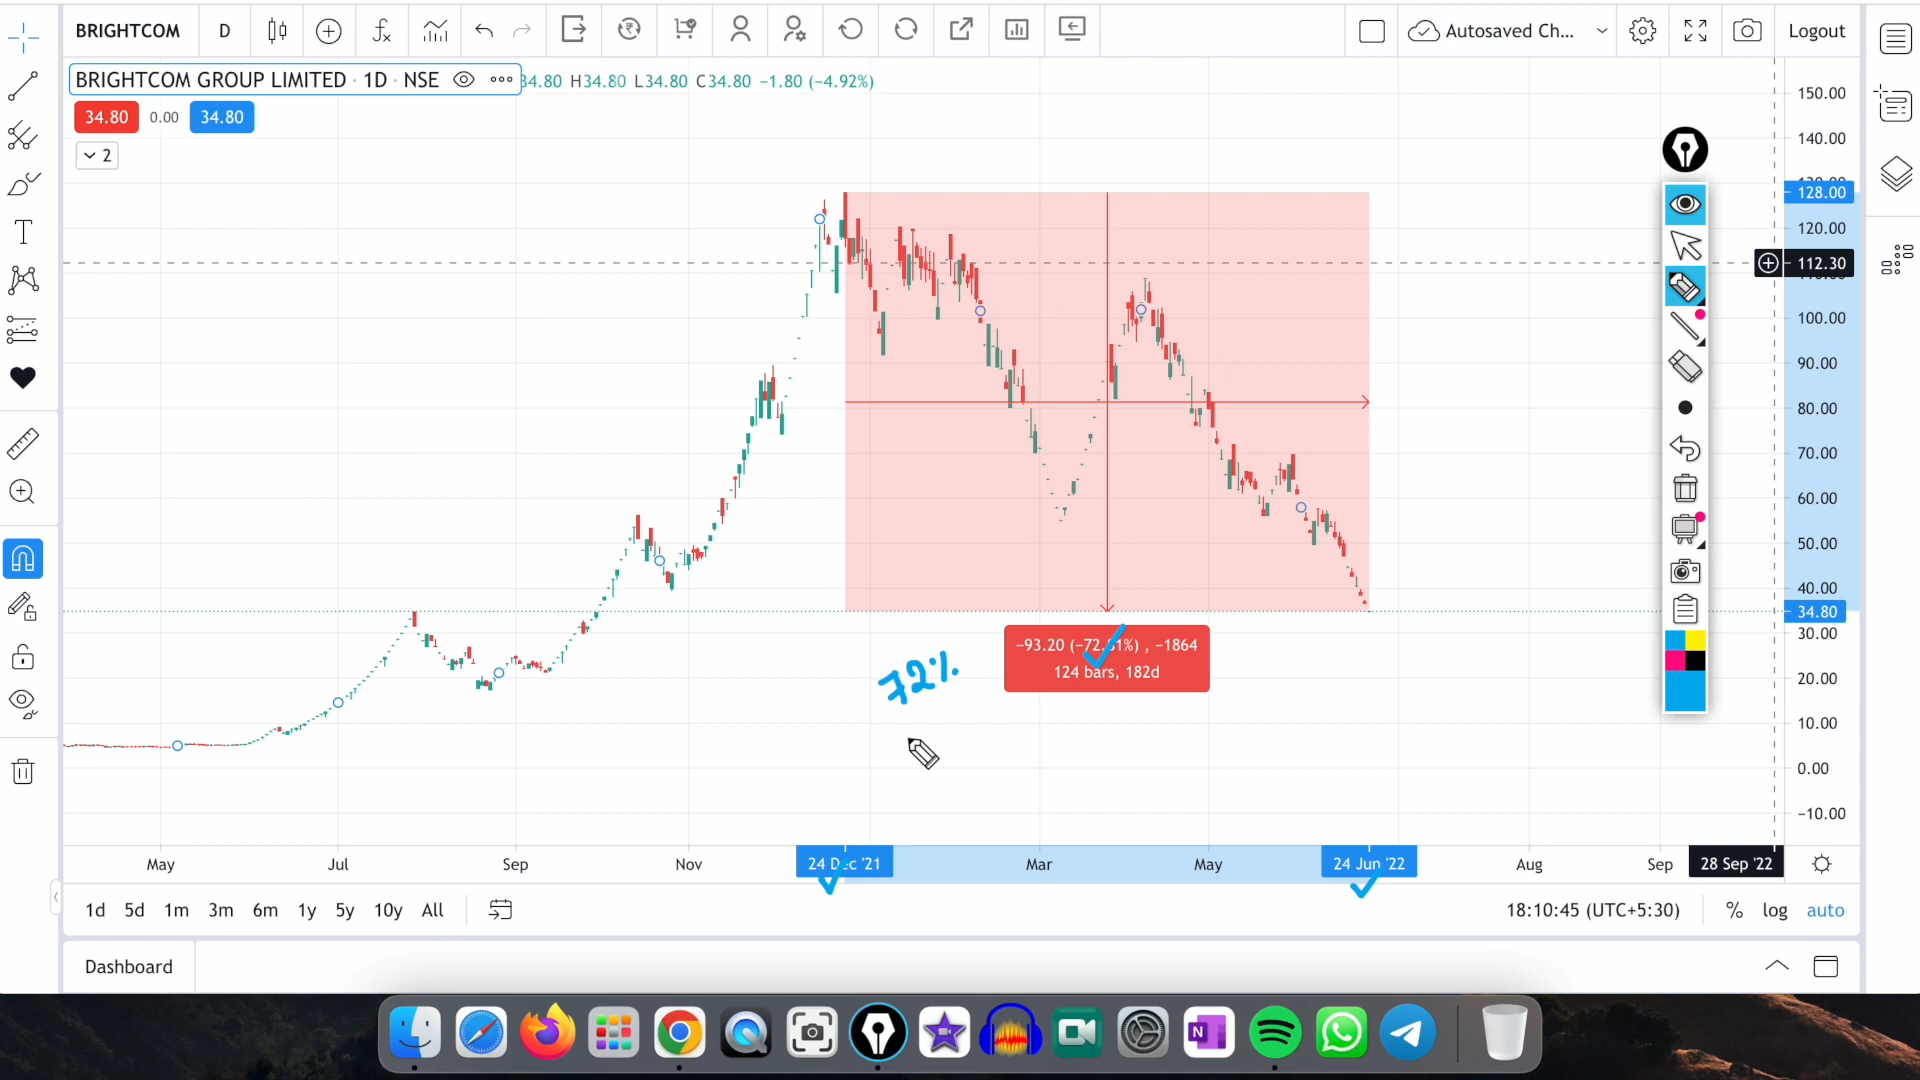 BRIGHTCOM D Autosaved Ch... Logout
BRIGHTCOM GROUP LIMITED · 1D · NSE 34.80 H34.80 L34.80 C34.80 −1.80 (−4.92%)
34.80 0.00 34.80
2
150.00
140.00
128.00
120.00
112.30
100.00
90.00
80.00
70.00
60.00
50.00
40.00
34.80
30.00
20.00
10.00
0.00
−10.00
−93.20 (−72.81%) , −1864
124 bars, 182d
72%
May Jul Sep Nov 24 Dec '21 Mar May 24 Jun '22 Aug Sep 28 Sep '22
1d 5d 1m 3m 6m 1y 5y 10y All 18:10:45 (UTC+5:30) % log auto
Dashboard